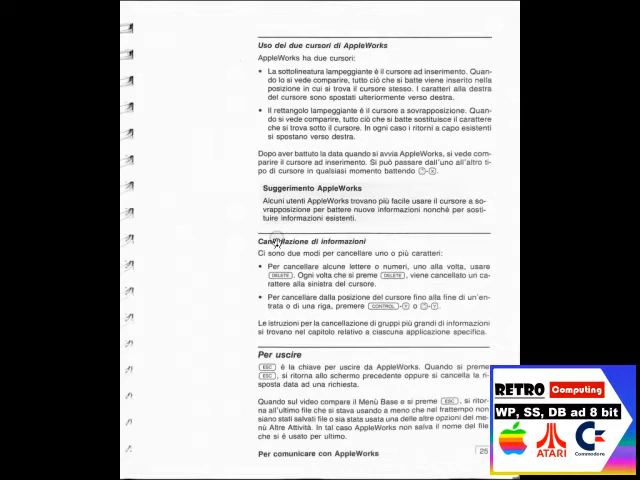 Uso dei due cursori di AppleWorks
AppleWorks ha due cursori:
• La sottolineatura lampeggiante è il cursore ad inserimento. Quan-
do lo si vede comparire, tutto ciò che si batte viene inserito nella
posizione in cui si trova il cursore stesso. I caratteri alla destra
del cursore sono spostati ulteriormente verso destra.
• Il rettangolo lampeggiante è il cursore a sovrapposizione. Quan-
do si vede comparire, tutto ciò che si batte sostituisce il carattere
che si trova sotto il cursore. In ogni caso i ritorni a capo esistenti
si spostano verso destra.
Dopo aver battuto la data quando si avvia AppleWorks, si vede com-
parire il cursore ad inserimento. Si può passare dall'uno all'altro ti-
po di cursore in qualsiasi momento battendo
Suggerimento AppleWorks
Alcuni utenti AppleWorks trovano più facile usare il cursore a so-
vrapposizione per battere nuove informazioni nonchè per sosti-
tuire informazioni esistenti.
Cancellazione di informazioni
Ci sono due modi per cancellare uno o più caratteri:
• Per cancellare alcune lettere o numeri, uno alla volta, usare
DELETE. Ogni volta che si preme DELETE, viene cancellato un ca-
rattere alla sinistra del cursore.
• Per cancellare dalla posizione del cursore fino alla fine di un'en-
trata o di una riga, premere CONTROL-Y o -Y.
Le istruzioni per la cancellazione di gruppi più grandi di informazioni
si trovano nel capitolo relativo a ciascuna applicazione specifica.
Per uscire
ESC è la chiave per uscire da AppleWorks. Quando si preme
ESC, si ritorna allo schermo precedente oppure si cancella la ri-
sposta data ad una richiesta.
Quando sul video compare il Menù Base e si preme ESC, si ritor-
na all'ultimo file che si stava usando a meno che nel frattempo non
siano stati salvati file o sia stata usata una delle altre opzioni del me-
nù Altre Attività. In tal caso AppleWorks non salva il nome del file
che si è usato per ultimo.
Per comunicare con AppleWorks
25
RETRO Computing
WP, SS, DB ad 8 bit
ATARI
Commodore